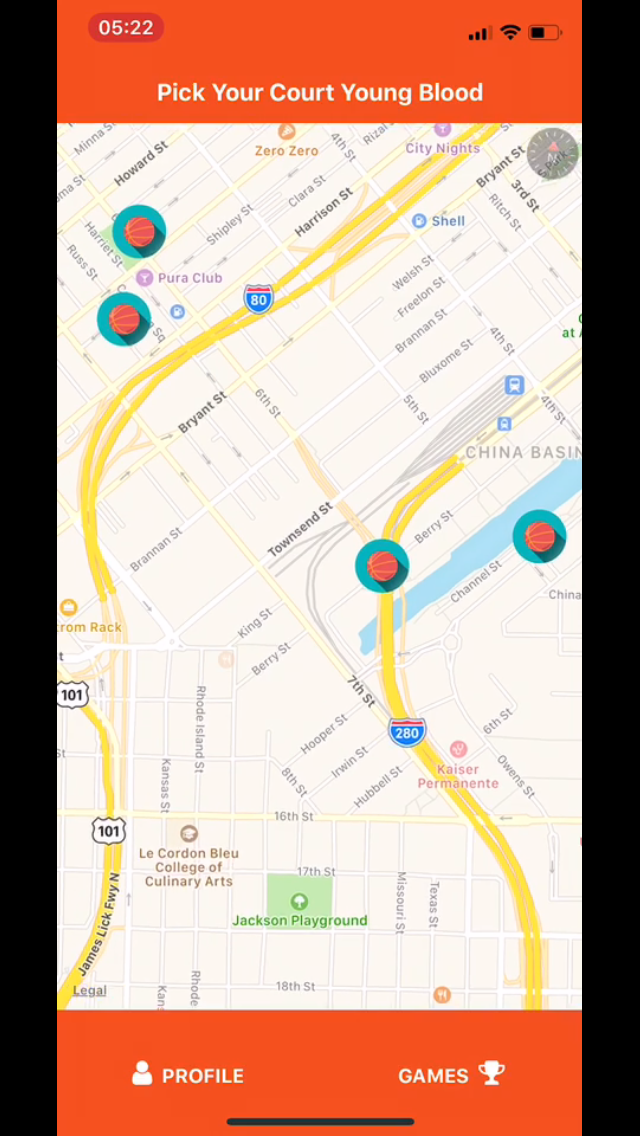 05:22
Pick Your Court Young Blood
Minna St
Howard St
Zero Zero
4th St
City Nights
Bryant St
3rd St
Clara St
Shipley St
Harrison St
Ritch St
Shell
Harriet St
Russ St
Pura Club
Welsh St
Freelon St
80
Brannan St
4th St
at
Bluxome St
6th St
5th St
Bryant St
4th St
CHINA BASIN
Townsend St
Berry St
Brannan St
Channel St
China
trom Rack
King St
Berry St
7th St
101
Rhode Island St
6th St
280
Hooper St
Kansas St
Irwin St
Kaiser
Permanente
Owens St
8th St
Hubbell St
16th St
101
Le Cordon Bleu
College of
Culinary Arts
17th St
Missouri St
Texas St
Jackson Playground
James Lick Fwy N
Legal
18th St
Rhode
Kans
PROFILE
GAMES